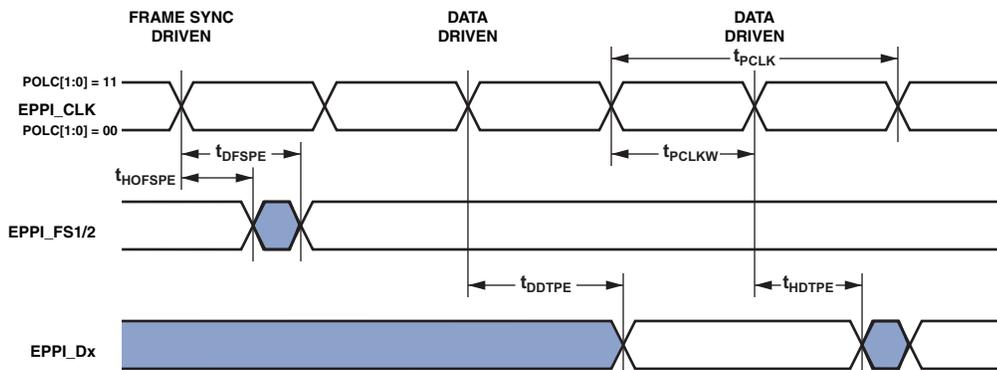 FRAME SYNC
DRIVEN
DATA
DRIVEN
DATA
DRIVEN
tPCLK
POLC[1:0] = 11
EPPI_CLK
POLC[1:0] = 00
tDFSPE
tPCLKW
tHOFSPE
EPPI_FS1/2
tDDTPE
tHDTPE
EPPI_Dx